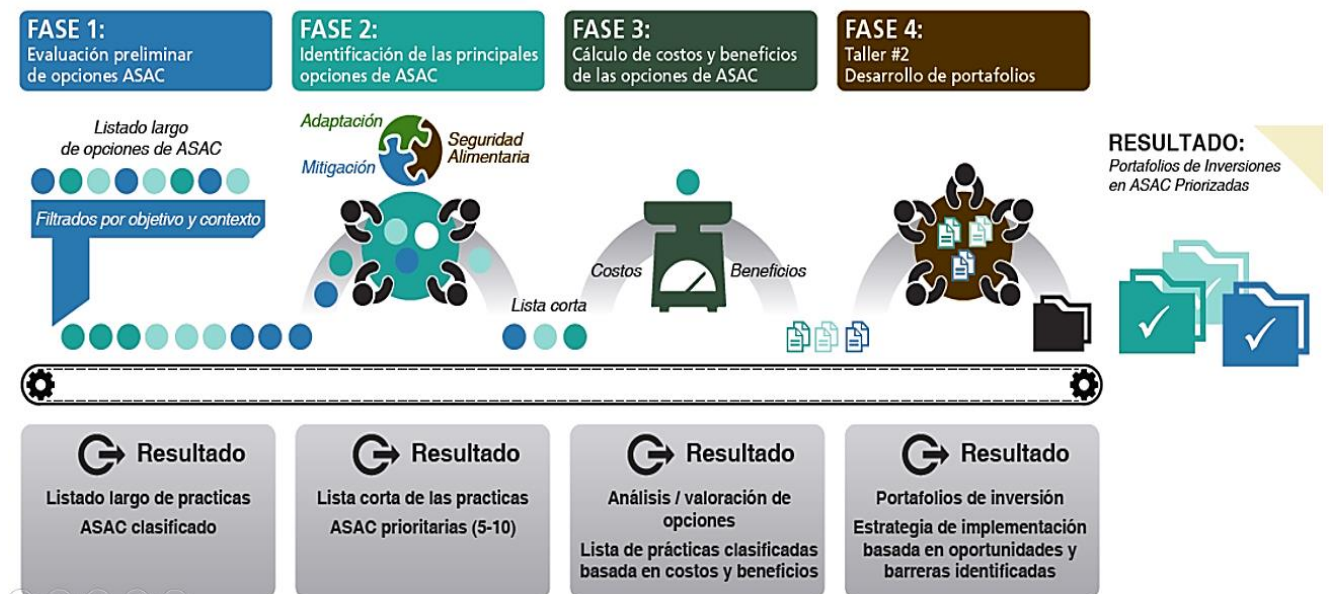 FASE 1:
Evaluación preliminar
de opciones ASAC
FASE 2:
Identificación de las principales
opciones de ASAC
FASE 3:
Cálculo de costos y beneficios
de las opciones de ASAC
FASE 4:
Taller #2
Desarrollo de portafolios
Listado largo
de opciones de ASAC
Filtrados por objetivo y contexto
Adaptación
Mitigación
Seguridad
Alimentaria
Lista corta
Costos
Beneficios
RESULTADO:
Portafolios de Inversiones
en ASAC Priorizadas
Resultado
Listado largo de practicas
ASAC clasificado
Resultado
Lista corta de las practicas
ASAC prioritarias (5-10)
Resultado
Análisis / valoración de
opciones
Lista de prácticas clasificadas
basada en costos y beneficios
Resultado
Portafolios de inversión
Estrategia de implementación
basada en oportunidades y
barreras identificadas